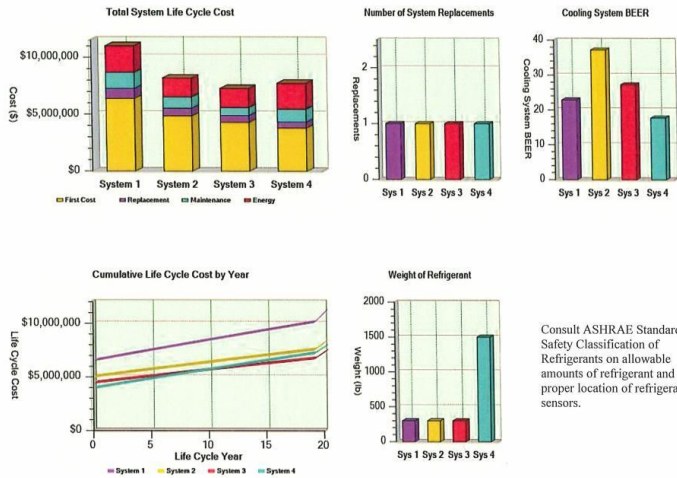 Total System Life Cycle Cost
Cost ($)
$10,000,000
$5,000,000
$0
System 1 System 2 System 3 System 4
First Cost Replacement Maintenance Energy
Number of System Replacements
Replacements
2
1
0
Sys 1 Sys 2 Sys 3 Sys 4
Cooling System BEER
Cooling System BEER
40
30
20
10
0
Sys 1 Sys 2 Sys 3 Sys 4
Cumulative Life Cycle Cost by Year
Life Cycle Cost
$10,000,000
$5,000,000
$0
0 5 10 15 20
Life Cycle Year
System 1 System 2 System 3 System 4
Weight of Refrigerant
Weight (lb)
2000
1500
1000
500
0
Sys 1 Sys 2 Sys 3 Sys 4
Consult ASHRAE Standar
Safety Classification of
Refrigerants on allowable
amounts of refrigerant and
proper location of refrigera
sensors.